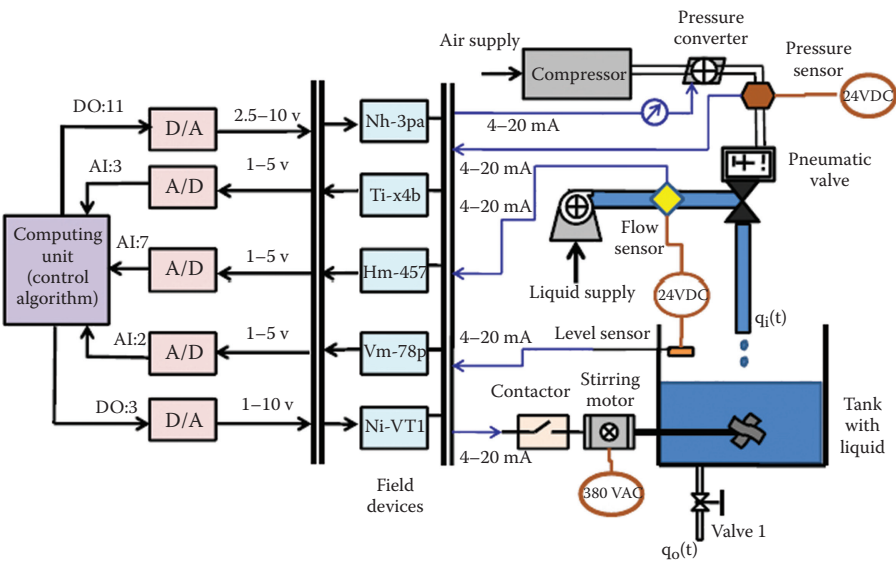 Air supply
Compressor
Pressure
converter
Pressure
sensor
24VDC
DO:11
D/A
2.5–10 v
Nh-3pa
4–20 mA
AI:3
A/D
1–5 v
Ti-x4b
4–20 mA
4–20 mA
Pneumatic
valve
Computing
unit
(control
algorithm)
AI:7
A/D
1–5 v
Hm-457
Flow
sensor
Liquid supply
24VDC
qi(t)
AI:2
A/D
1–5 v
Vm-78p
4–20 mA
Level sensor
DO:3
D/A
1–10 v
Ni-VT1
4–20 mA
Contactor
Stirring
motor
380 VAC
Tank
with
liquid
Field
devices
Valve 1
qo(t)